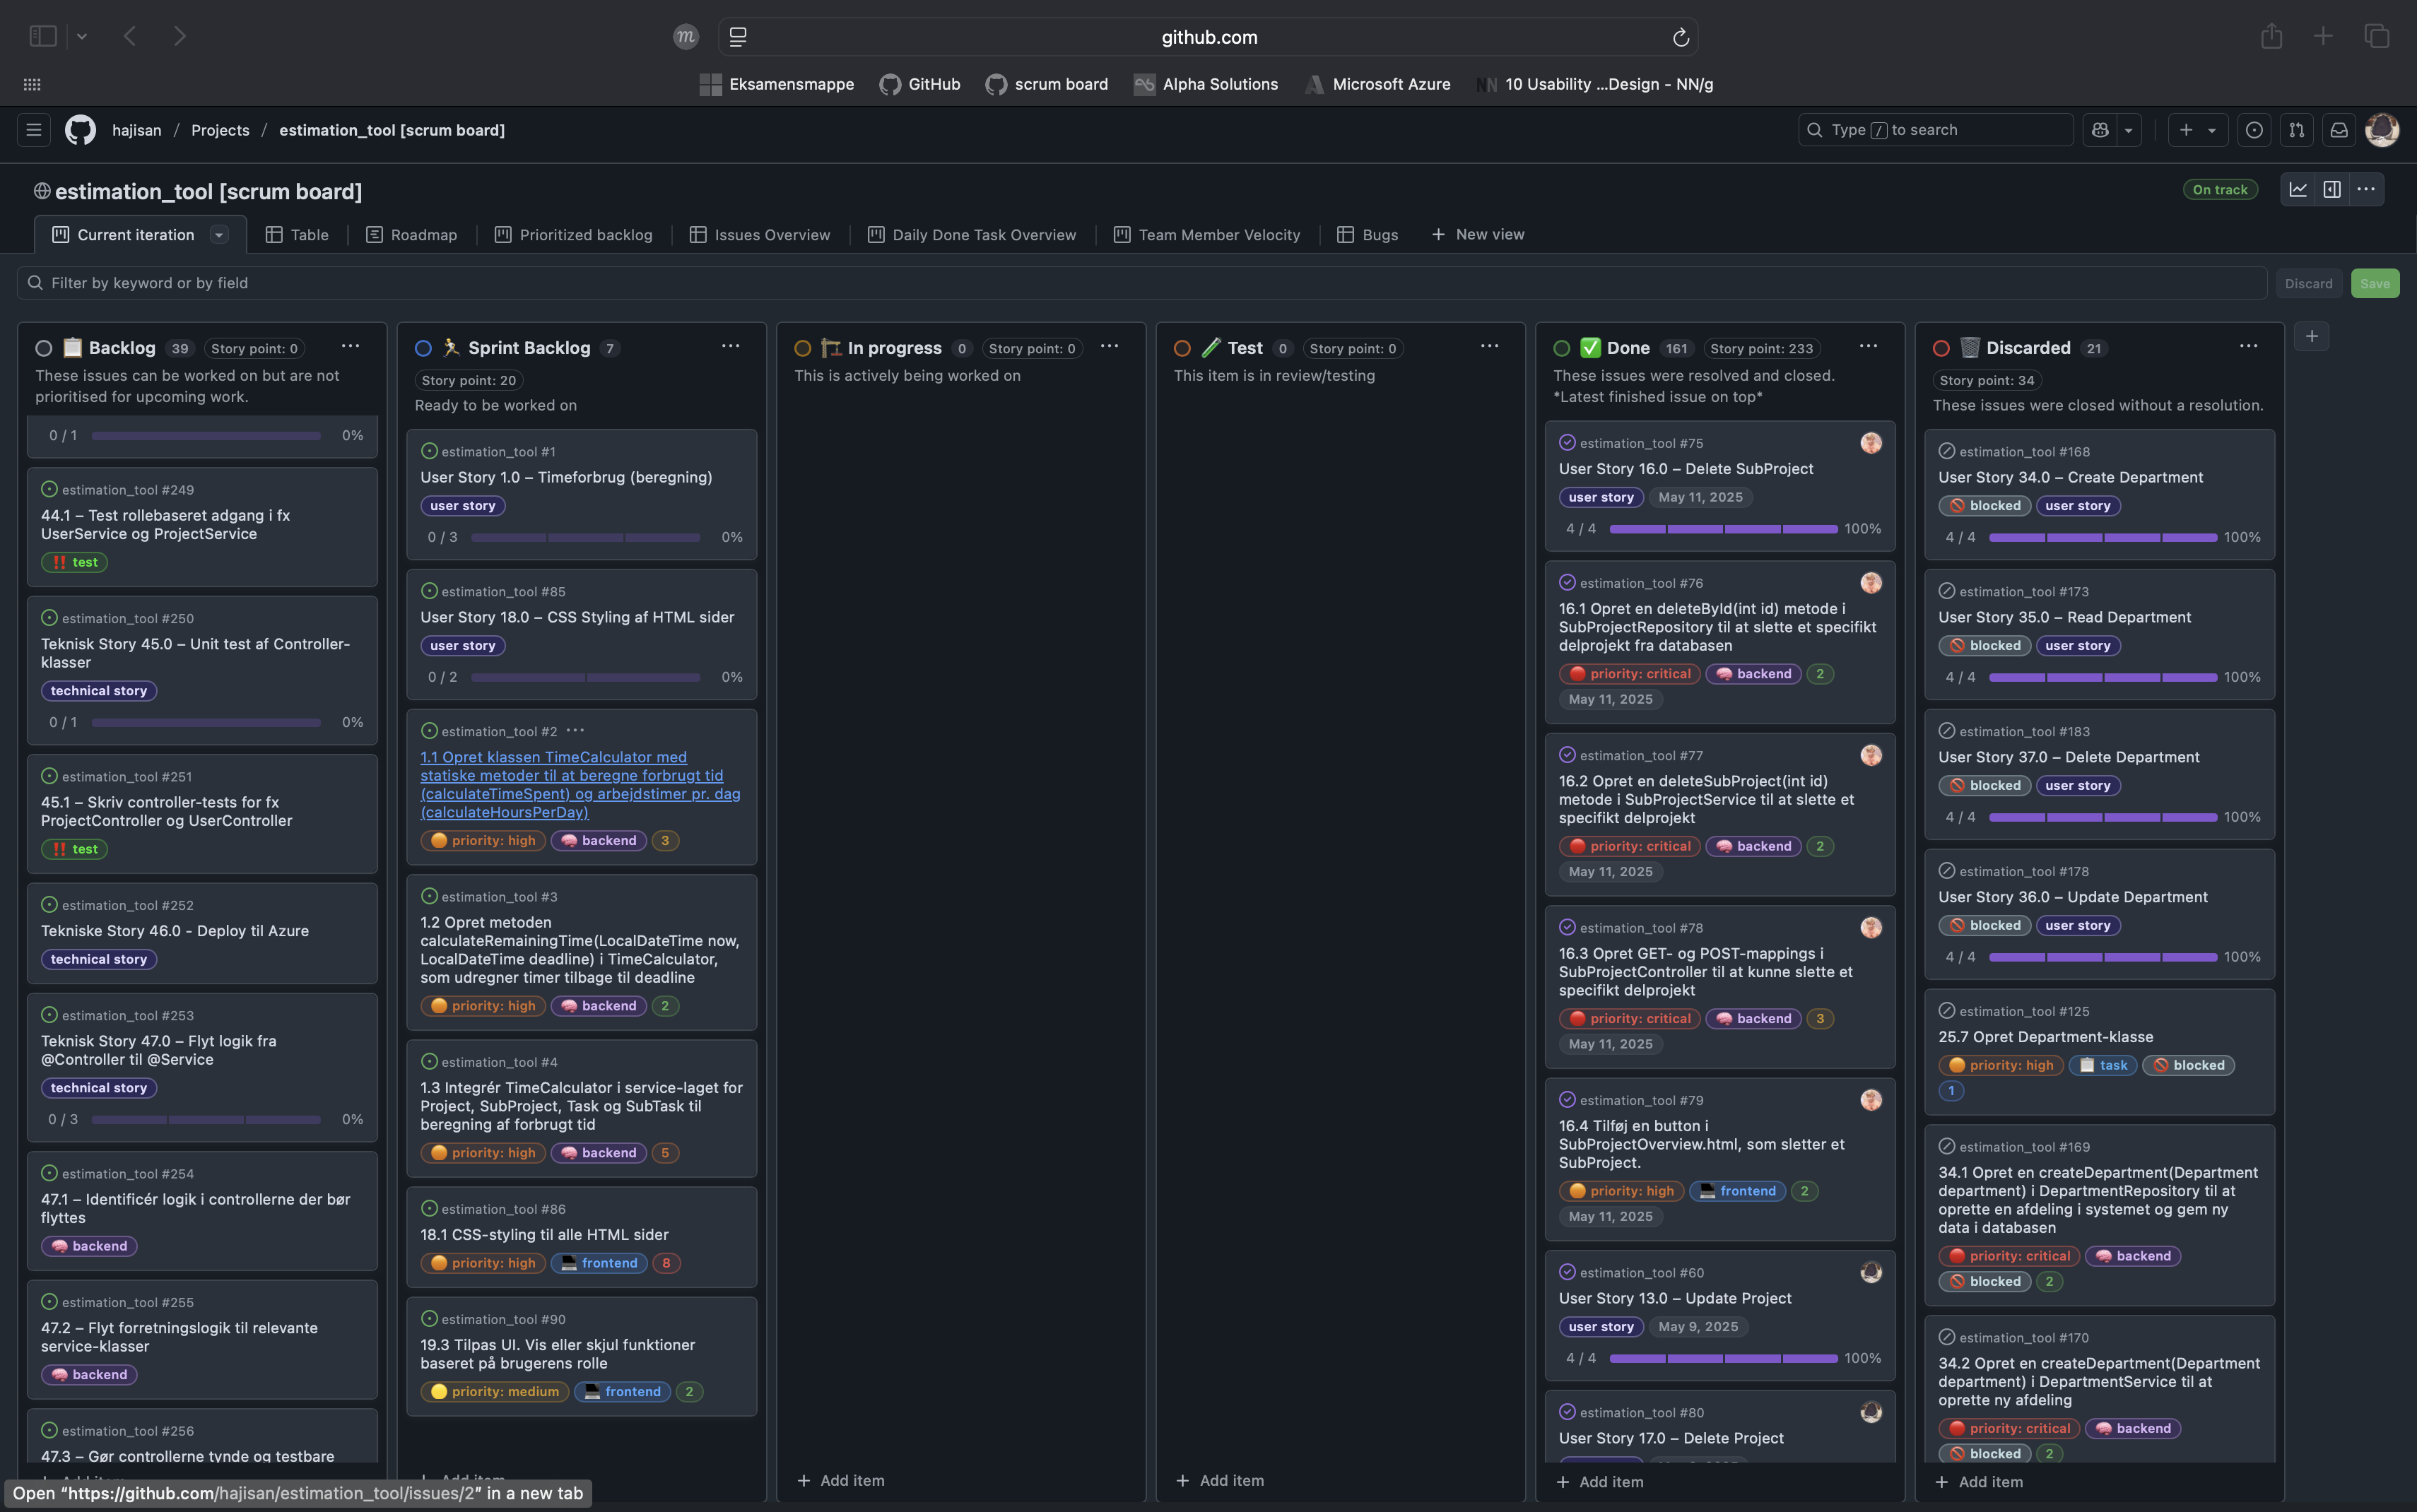 m
github.com
Eksamensmappe
GitHub
scrum board
Alpha Solutions
Microsoft Azure
NN 10 Usability ...Design - NN/g
hajisan / Projects / estimation_tool [scrum board]
Type / to search
estimation_tool [scrum board]
On track
Current iteration
Table
Roadmap
Prioritized backlog
Issues Overview
Daily Done Task Overview
Team Member Velocity
Bugs
+ New view
Filter by keyword or by field
Discard
Save
Backlog 39 Story point: 0
These issues can be worked on but are not
prioritised for upcoming work.
0 / 1 0%
estimation_tool #249
44.1 – Test rollebaseret adgang i fx
UserService og ProjectService
‼️ test
estimation_tool #250
Teknisk Story 45.0 – Unit test af Controller-
klasser
technical story
0 / 1 0%
estimation_tool #251
45.1 – Skriv controller-tests for fx
ProjectController og UserController
‼️ test
estimation_tool #252
Tekniske Story 46.0 - Deploy til Azure
technical story
estimation_tool #253
Teknisk Story 47.0 – Flyt logik fra
@Controller til @Service
technical story
0 / 3 0%
estimation_tool #254
47.1 – Identificér logik i controllerne der bør
flyttes
backend
estimation_tool #255
47.2 – Flyt forretningslogik til relevante
service-klasser
backend
estimation_tool #256
47.3 – Gør controllerne tynde og testbare
Sprint Backlog 7
Story point: 20
Ready to be worked on
estimation_tool #1
User Story 1.0 – Timeforbrug (beregning)
user story
0 / 3 0%
estimation_tool #85
User Story 18.0 – CSS Styling af HTML sider
user story
0 / 2 0%
estimation_tool #2 ...
1.1 Opret klassen TimeCalculator med
statiske metoder til at beregne forbrugt tid
(calculateTimeSpent) og arbejdstimer pr. dag
(calculateHoursPerDay)
priority: high backend 3
estimation_tool #3
1.2 Opret metoden
calculateRemainingTime(LocalDateTime now,
LocalDateTime deadline) i TimeCalculator,
som udregner timer tilbage til deadline
priority: high backend 2
estimation_tool #4
1.3 Integrér TimeCalculator i service-laget for
Project, SubProject, Task og SubTask til
beregning af forbrugt tid
priority: high backend 5
estimation_tool #86
18.1 CSS-styling til alle HTML sider
priority: high frontend 8
estimation_tool #90
19.3 Tilpas UI. Vis eller skjul funktioner
baseret på brugerens rolle
priority: medium frontend 2
In progress 0 Story point: 0
This is actively being worked on
+ Add item
Test 0 Story point: 0
This item is in review/testing
+ Add item
Done 161 Story point: 233
These issues were resolved and closed.
*Latest finished issue on top*
estimation_tool #75
User Story 16.0 – Delete SubProject
user story May 11, 2025
4 / 4 100%
estimation_tool #76
16.1 Opret en deleteById(int id) metode i
SubProjectRepository til at slette et specifikt
delprojekt fra databasen
priority: critical backend 2
May 11, 2025
estimation_tool #77
16.2 Opret en deleteSubProject(int id)
metode i SubProjectService til at slette et
specifikt delprojekt
priority: critical backend 2
May 11, 2025
estimation_tool #78
16.3 Opret GET- og POST-mappings i
SubProjectController til at kunne slette et
specifikt delprojekt
priority: critical backend 3
May 11, 2025
estimation_tool #79
16.4 Tilføj en button i
SubProjectOverview.html, som sletter et
SubProject.
priority: high frontend 2
May 11, 2025
estimation_tool #60
User Story 13.0 – Update Project
user story May 9, 2025
4 / 4 100%
estimation_tool #80
User Story 17.0 – Delete Project
+ Add item
Discarded 21
Story point: 34
These issues were closed without a resolution.
estimation_tool #168
User Story 34.0 – Create Department
blocked user story
4 / 4 100%
estimation_tool #173
User Story 35.0 – Read Department
blocked user story
4 / 4 100%
estimation_tool #183
User Story 37.0 – Delete Department
blocked user story
4 / 4 100%
estimation_tool #178
User Story 36.0 – Update Department
blocked user story
4 / 4 100%
estimation_tool #125
25.7 Opret Department-klasse
priority: high task blocked
1
estimation_tool #169
34.1 Opret en createDepartment(Department
department) i DepartmentRepository til at
oprette en afdeling i systemet og gem ny
data i databasen
priority: critical backend
blocked 2
estimation_tool #170
34.2 Opret en createDepartment(Department
department) i DepartmentService til at
oprette ny afdeling
priority: critical backend
blocked 2
+ Add item
Open “https://github.com/hajisan/estimation_tool/issues/2” in a new tab